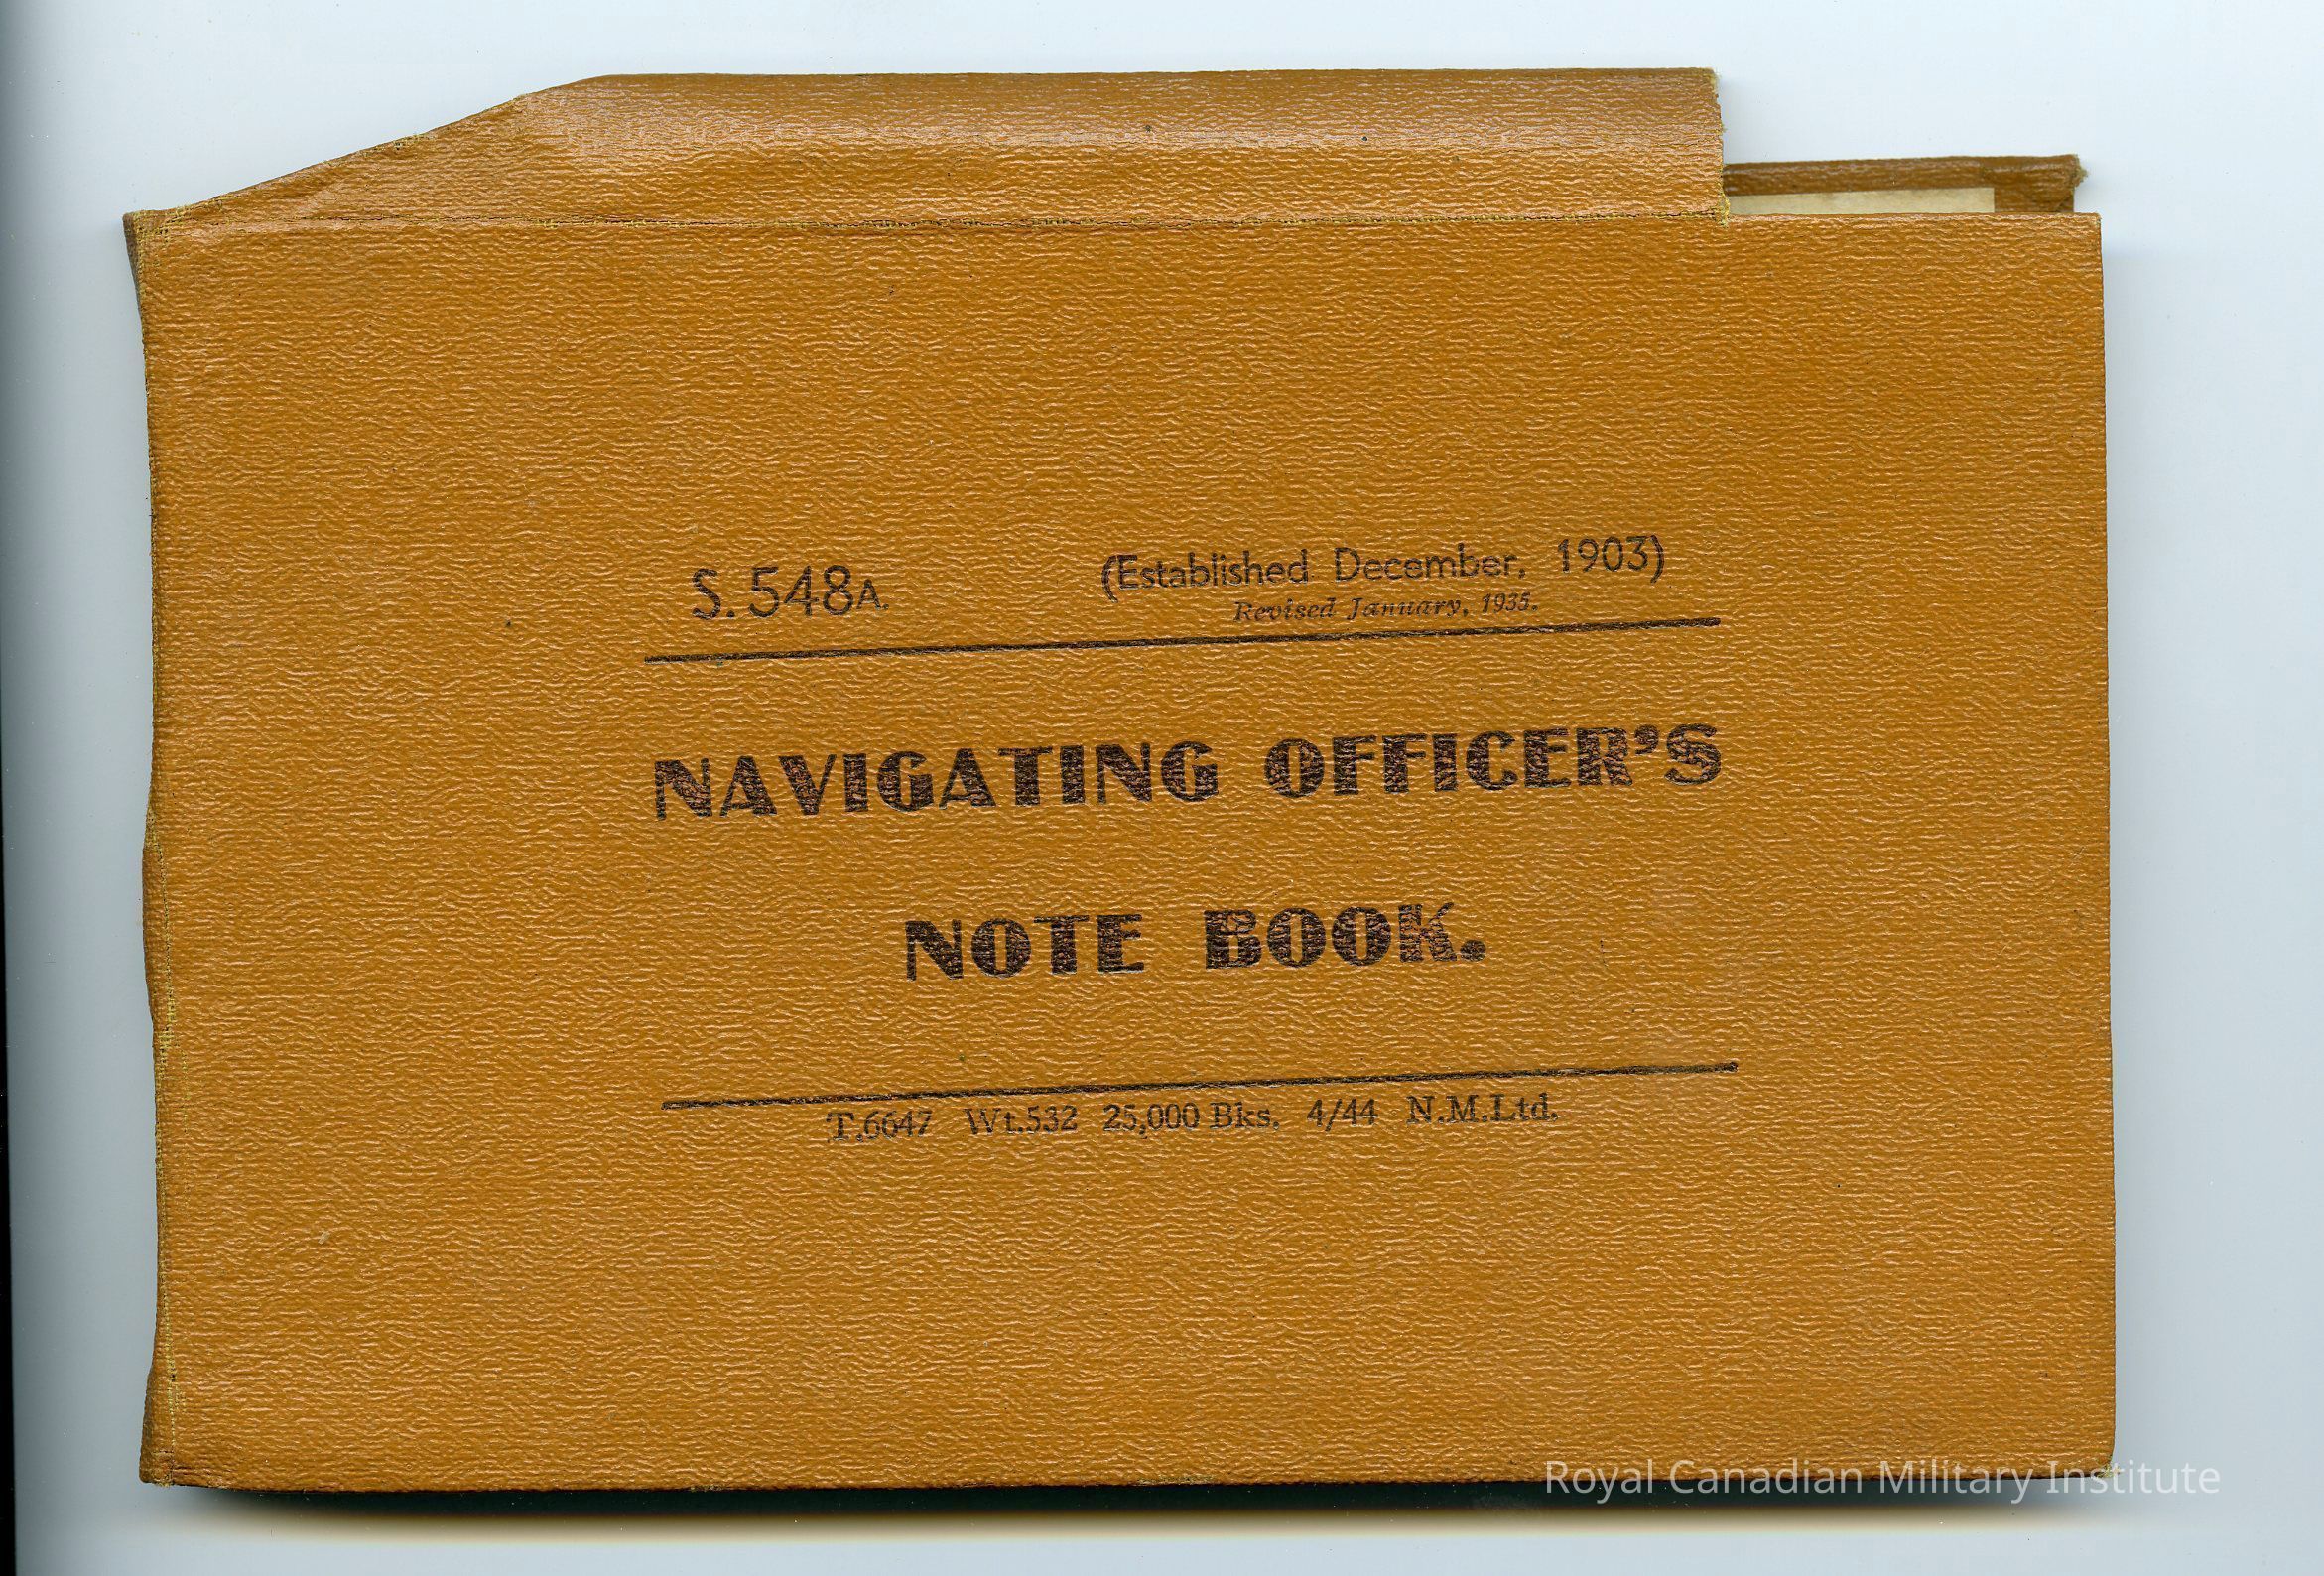 S. 548A. (Established December, 1903)
Revised January, 1935.
NAVIGATING OFFICER'S
NOTE BOOK.
T.6647 Wt.532 25,000 Bks. 4/44 N.M.Ltd.
Royal Canadian Military Institute